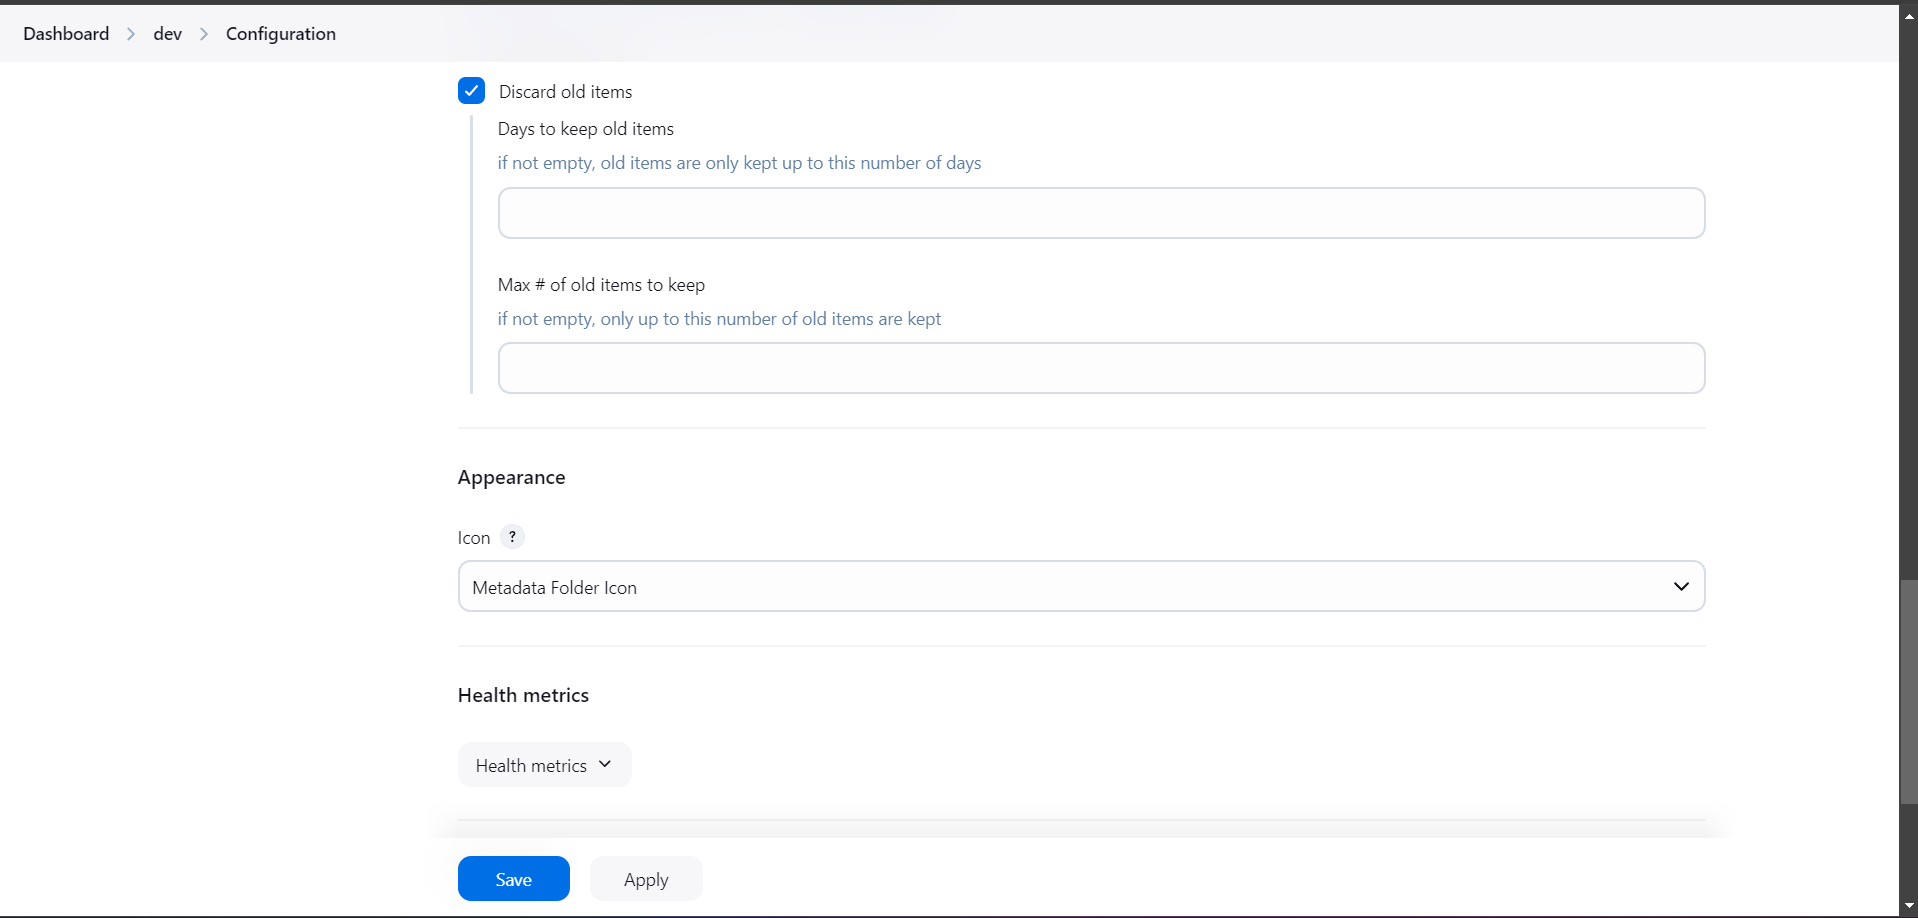 Dashboard > dev > Configuration
Discard old items
Days to keep old items
if not empty, old items are only kept up to this number of days
Max # of old items to keep
if not empty, only up to this number of old items are kept
Appearance
Icon ?
Metadata Folder Icon
Health metrics
Health metrics
Save Apply